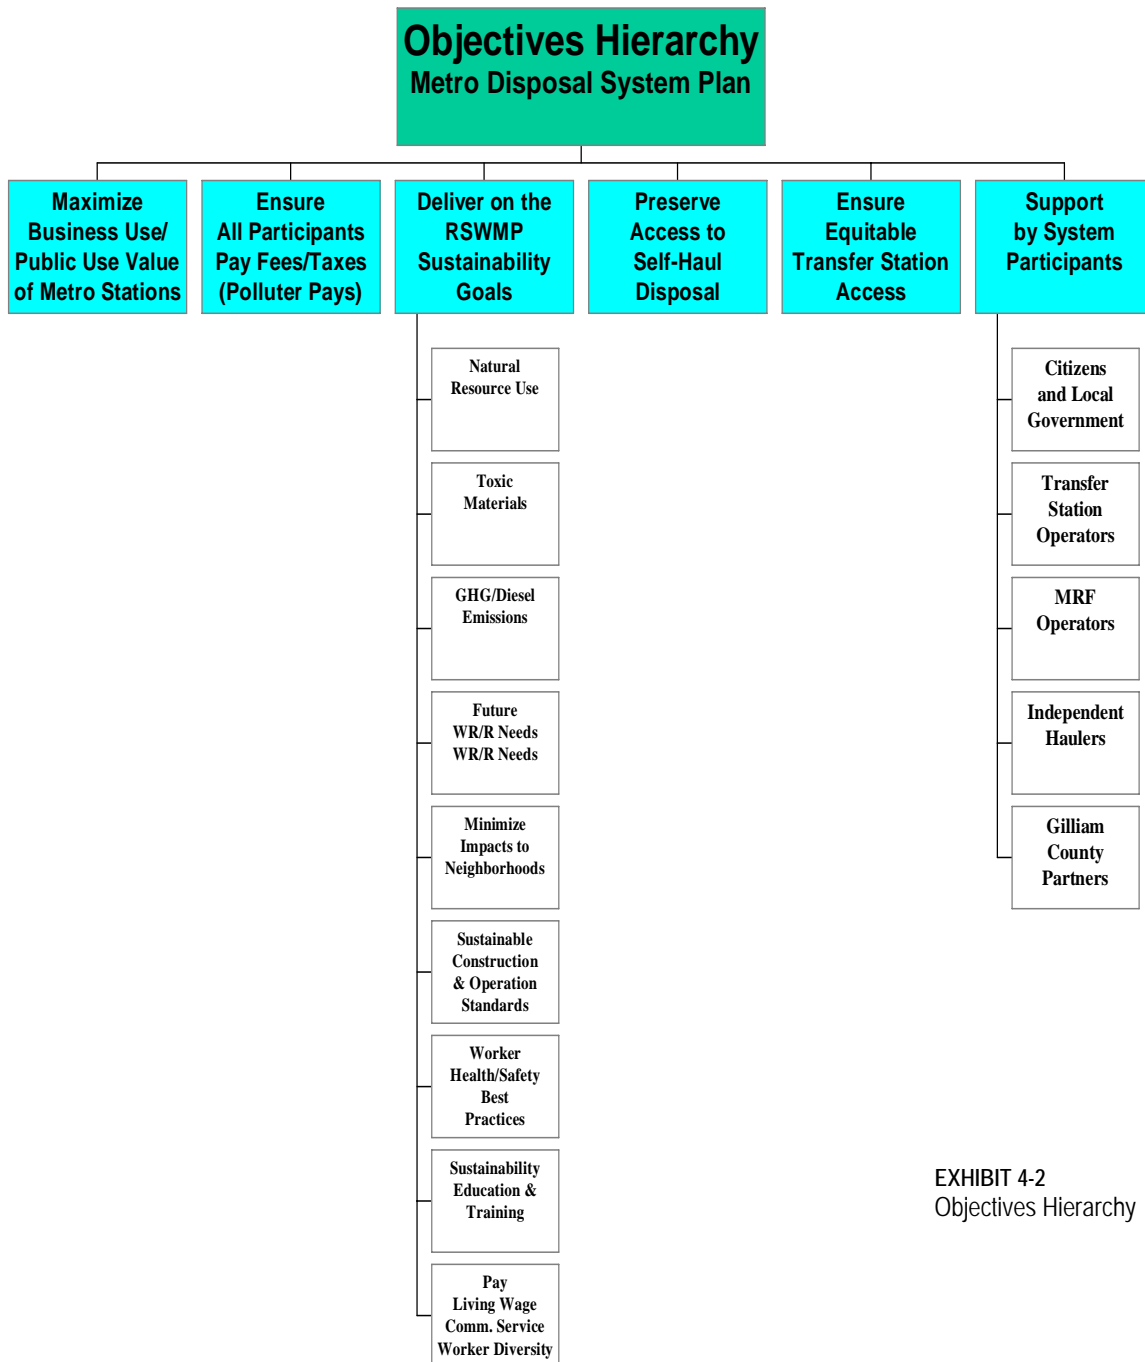 Objectives Hierarchy
Metro Disposal System Plan
Maximize
Business Use/
Public Use Value
of Metro Stations
Ensure
All Participants
Pay Fees/Taxes
(Polluter Pays)
Deliver on the
RSWMP
Sustainability
Goals
Preserve
Access to
Self-Haul
Disposal
Ensure
Equitable
Transfer Station
Access
Support
by System
Participants
Natural
Resource Use
Toxic
Materials
GHG/Diesel
Emissions
Future
WR/R Needs
WR/R Needs
Minimize
Impacts to
Neighborhoods
Sustainable
Construction
& Operation
Standards
Worker
Health/Safety
Best
Practices
Sustainability
Education &
Training
Pay
Living Wage
Comm. Service
Worker Diversity
Citizens
and Local
Government
Transfer
Station
Operators
MRF
Operators
Independent
Haulers
Gilliam
County
Partners
EXHIBIT 4-2
Objectives Hierarchy